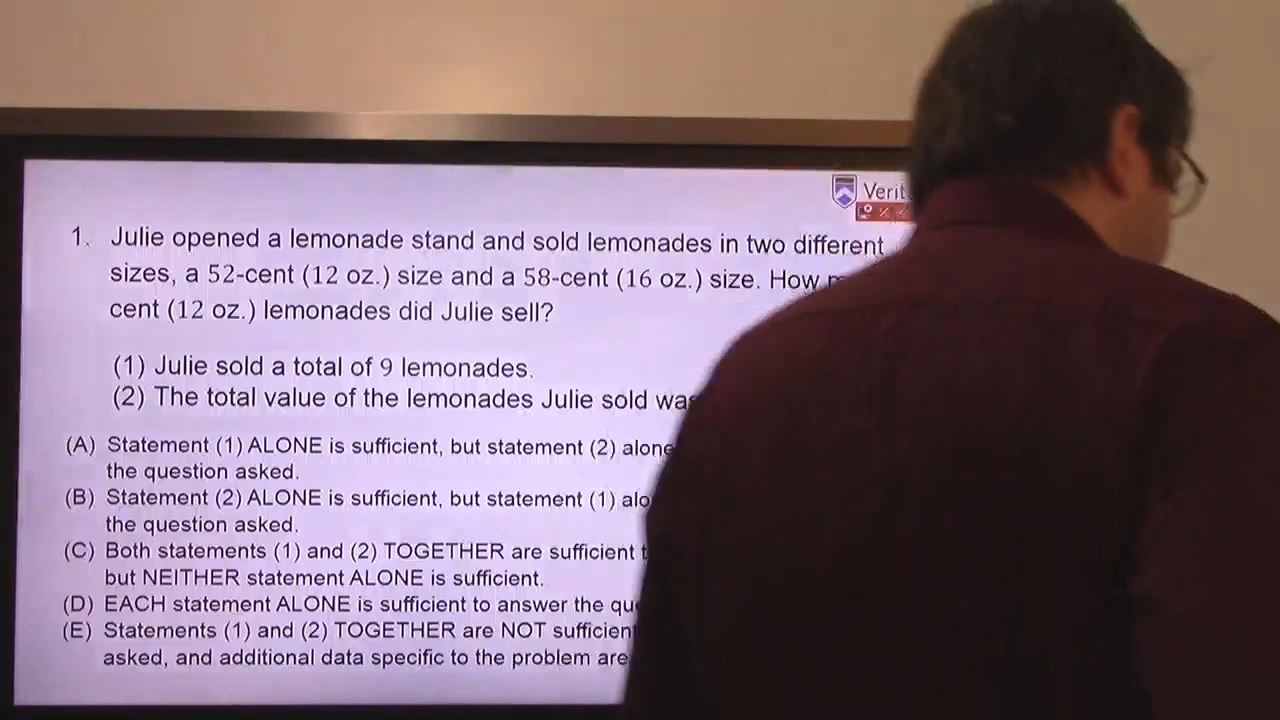 Verit
1. Julie opened a lemonade stand and sold lemonades in two different
sizes, a 52-cent (12 oz.) size and a 58-cent (16 oz.) size. How
cent (12 oz.) lemonades did Julie sell?
(1) Julie sold a total of 9 lemonades.
(2) The total value of the lemonades Julie sold was
(A) Statement (1) ALONE is sufficient, but statement (2) alone
the question asked.
(B) Statement (2) ALONE is sufficient, but statement (1) alo
the question asked.
(C) Both statements (1) and (2) TOGETHER are sufficient
but NEITHER statement ALONE is sufficient.
(D) EACH statement ALONE is sufficient to answer the qu
(E) Statements (1) and (2) TOGETHER are NOT sufficient
asked, and additional data specific to the problem are